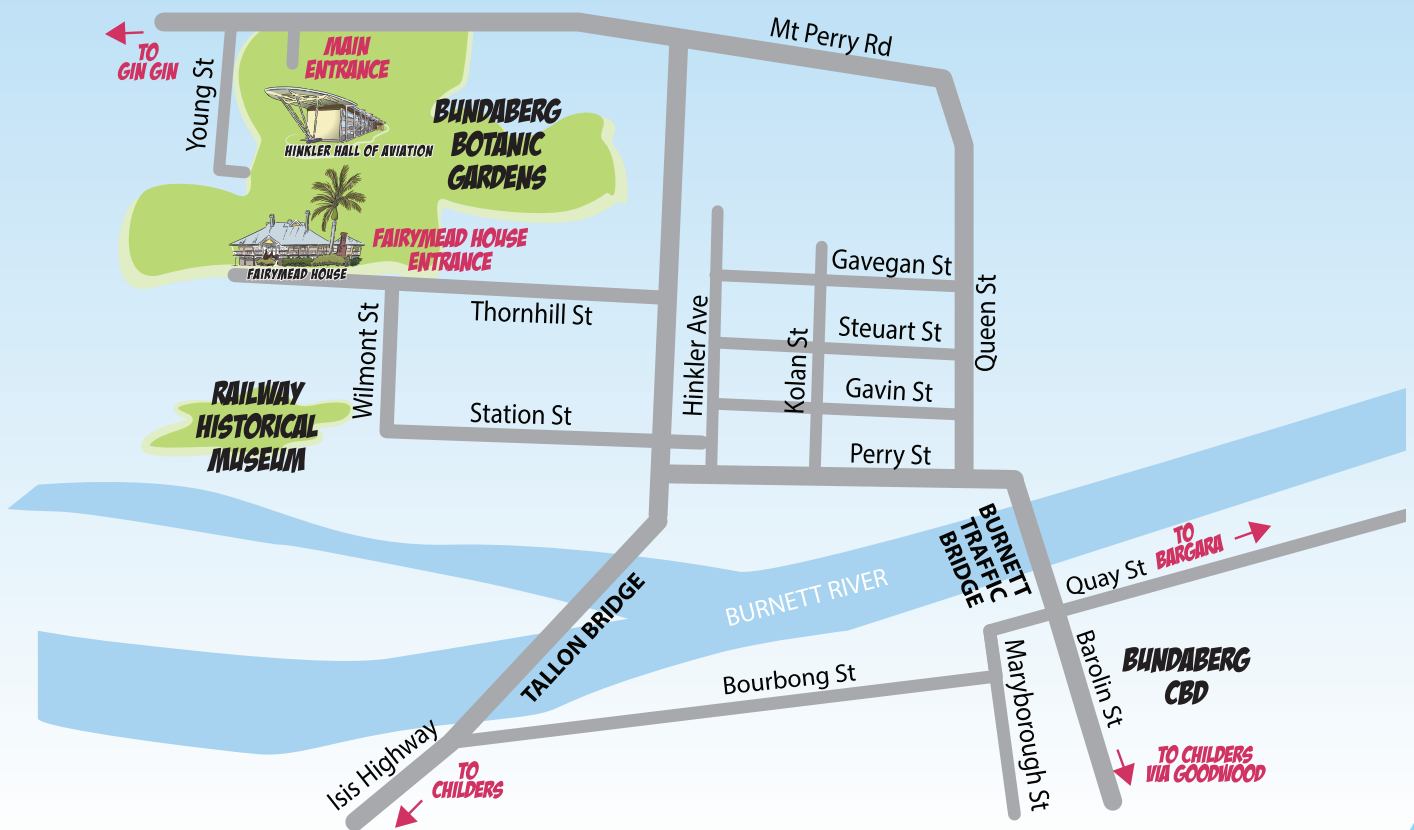 Mt Perry Rd
TO
GIN GIN
Young St
MAIN
ENTRANCE
HINKLER HALL OF AVIATION
BUNDABERG
BOTANIC
GARDENS
FAIRYMEAD HOUSE
ENTRANCE
FAIRYMEAD HOUSE
Thornhill St
Wilmont St
Station St
RAILWAY
HISTORICAL
MUSEUM
Hinkler Ave
Kolan St
Gavegan St
Steuart St
Gavin St
Perry St
Queen St
BURNETT
TRAFFIC
BRIDGE
TO
BARGARA
Quay St
BURNETT RIVER
TALLON BRIDGE
Bourbong St
Maryborough St
Barolin St
BUNDABERG
CBD
Isis Highway
TO
CHILDERS
TO CHILDERS
VIA GOODWOOD